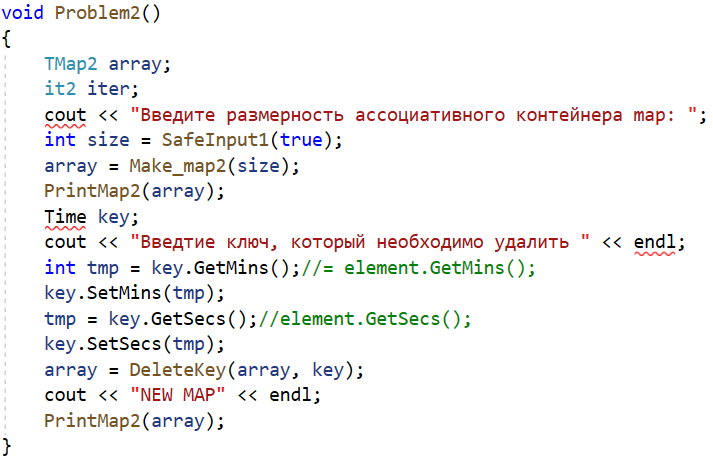 void Problem2()
{
TMap2 array;
it2 iter;
cout << "Введите размерность ассоциативного контейнера map: ";
int size = SafeInput1(true);
array = Make_map2(size);
PrintMap2(array);
Time key;
cout << "Введтие ключ, который необходимо удалить " << endl;
int tmp = key.GetMins();//= element.GetMins();
key.SetMins(tmp);
tmp = key.GetSecs();//element.GetSecs();
key.SetSecs(tmp);
array = DeleteKey(array, key);
cout << "NEW MAP" << endl;
PrintMap2(array);
}